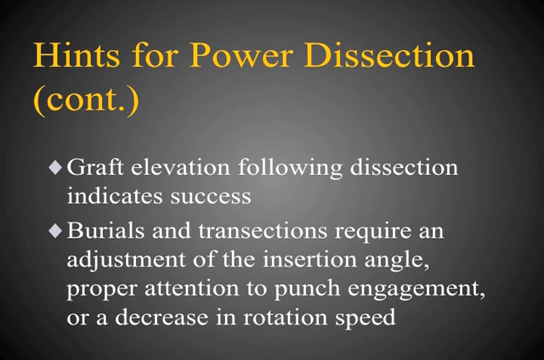 Hints for Power Dissection
(cont.)
Graft elevation following dissection
indicates success
Burials and transections require an
adjustment of the insertion angle,
proper attention to punch engagement,
or a decrease in rotation speed